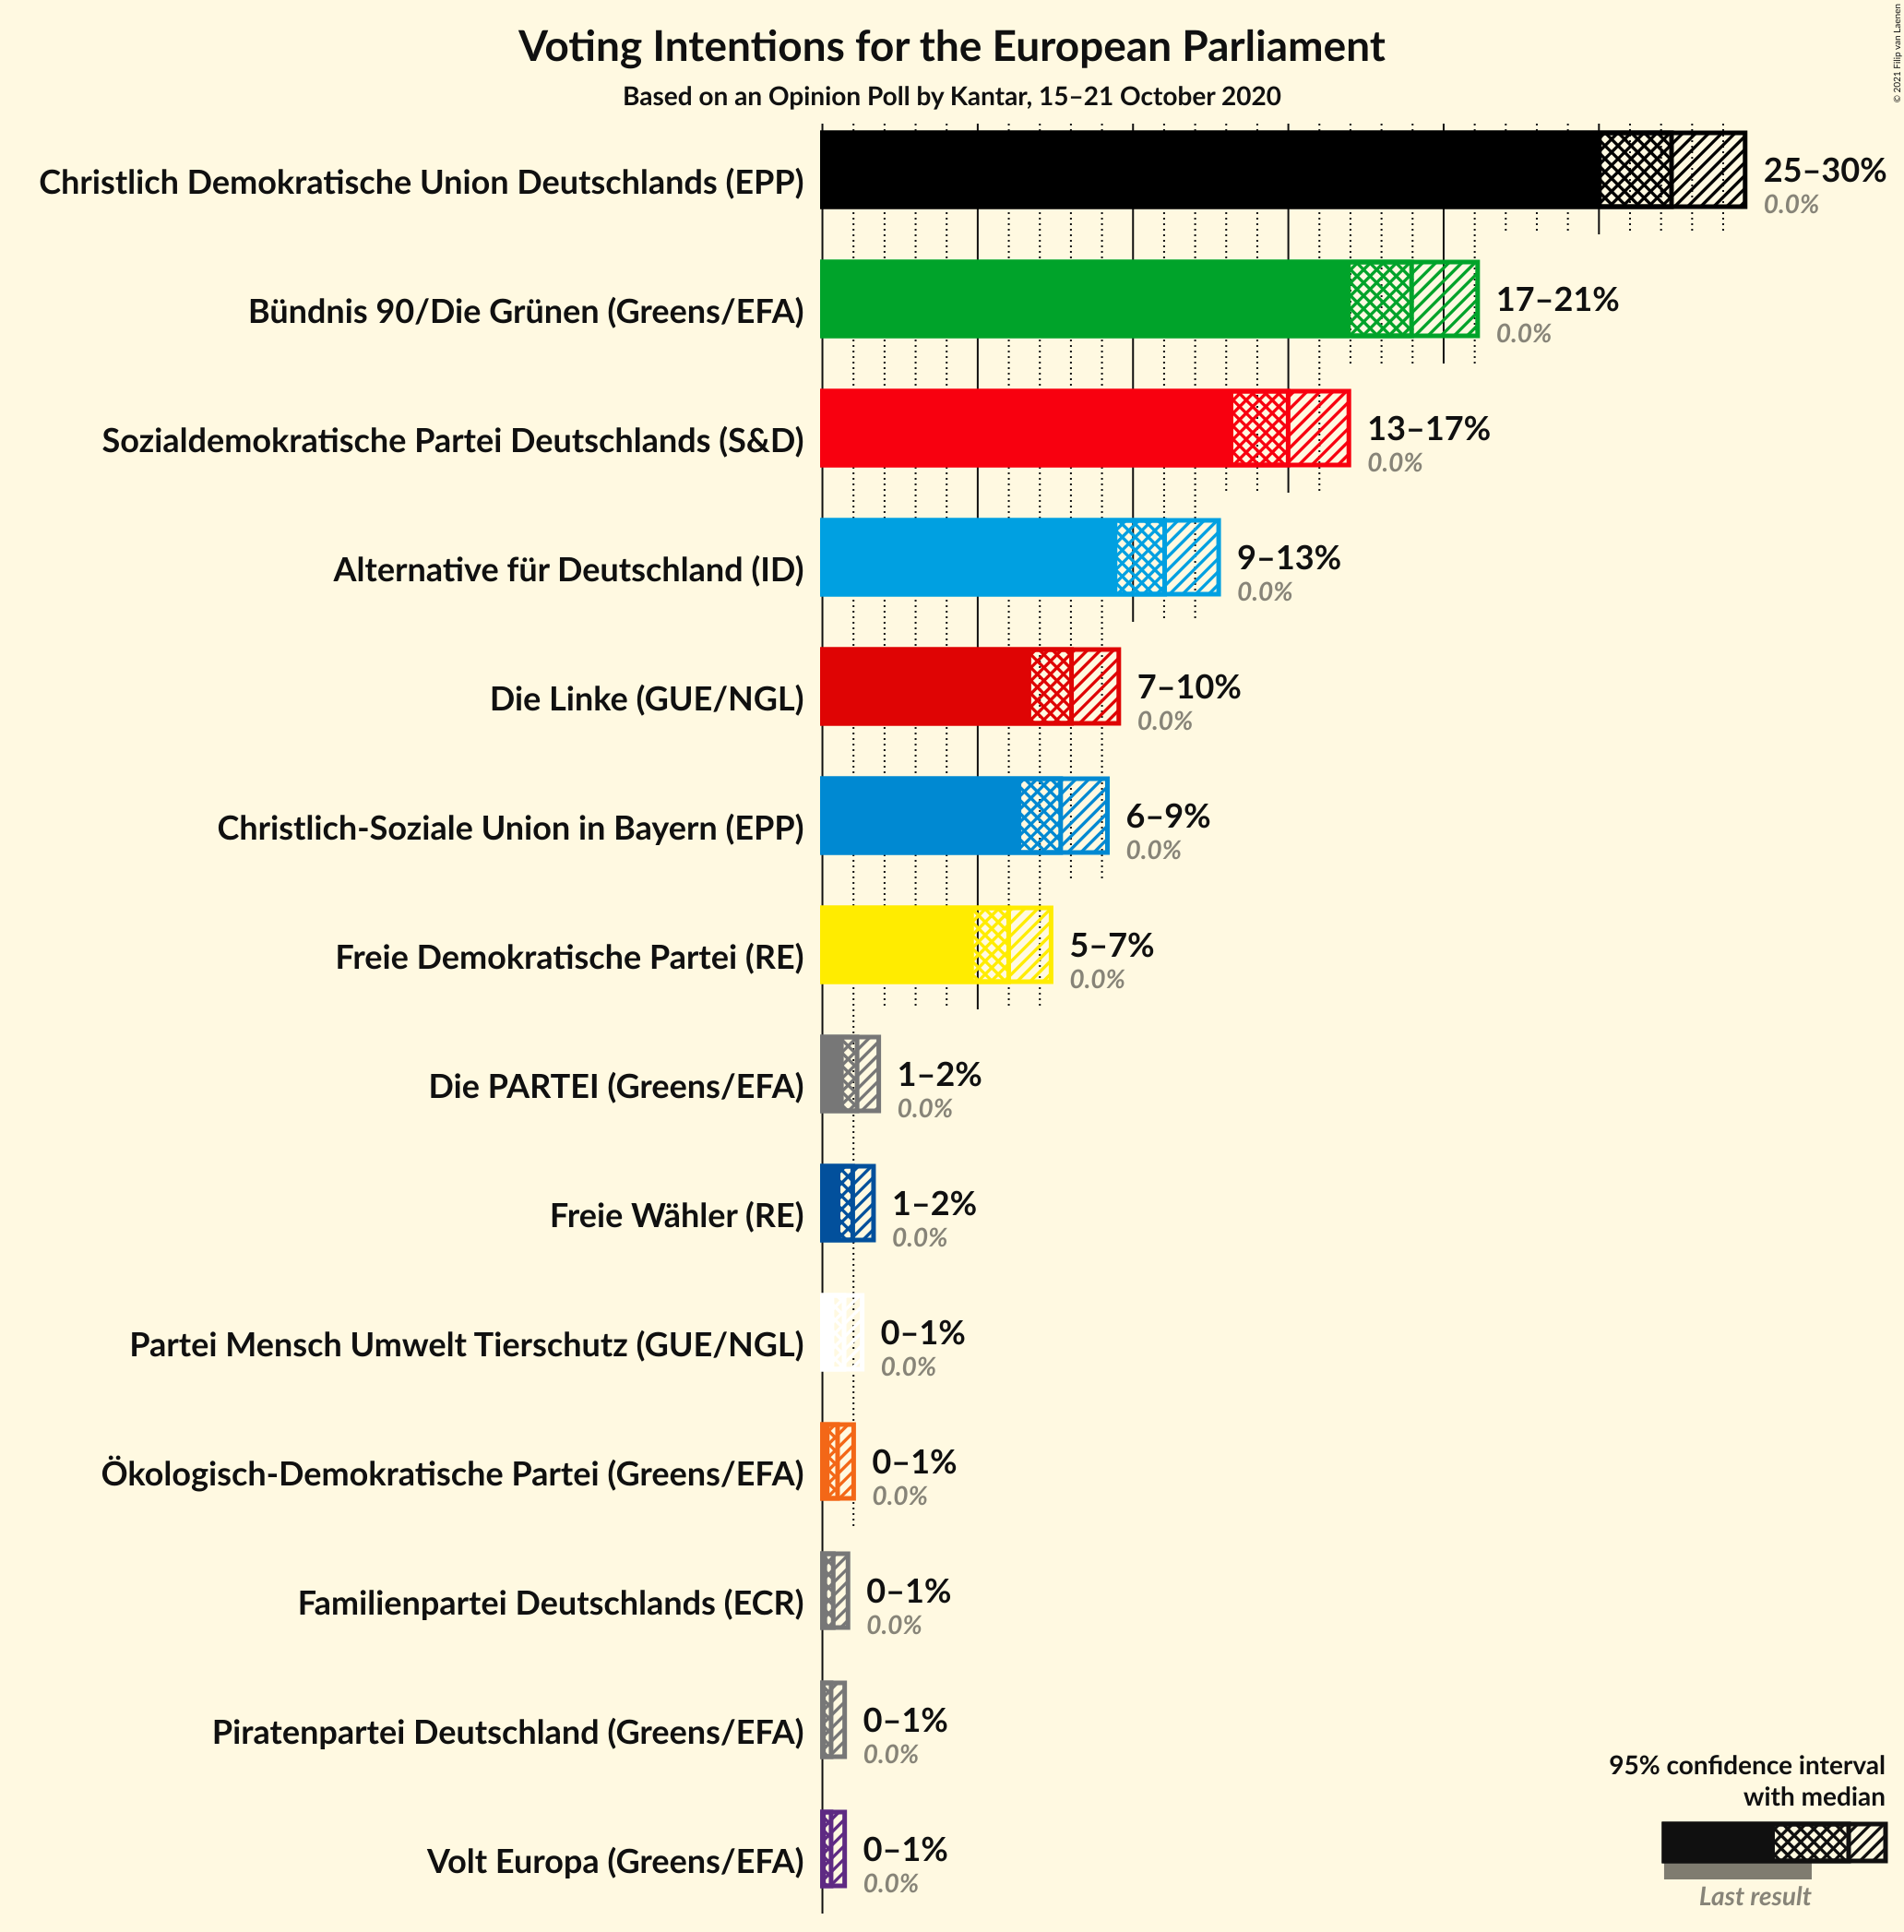 Voting Intentions for the European Parliament
Based on an Opinion Poll by Kantar, 15–21 October 2020
© 2021 Filip van Laenen
Christlich Demokratische Union Deutschlands (EPP)
25–30%
0.0%
Bündnis 90/Die Grünen (Greens/EFA)
17–21%
0.0%
Sozialdemokratische Partei Deutschlands (S&D)
13–17%
0.0%
Alternative für Deutschland (ID)
9–13%
0.0%
Die Linke (GUE/NGL)
7–10%
0.0%
Christlich-Soziale Union in Bayern (EPP)
6–9%
0.0%
Freie Demokratische Partei (RE)
5–7%
0.0%
Die PARTEI (Greens/EFA)
1–2%
0.0%
Freie Wähler (RE)
1–2%
0.0%
Partei Mensch Umwelt Tierschutz (GUE/NGL)
0–1%
0.0%
Ökologisch-Demokratische Partei (Greens/EFA)
0–1%
0.0%
Familienpartei Deutschlands (ECR)
0–1%
0.0%
Piratenpartei Deutschland (Greens/EFA)
0–1%
0.0%
Volt Europa (Greens/EFA)
0–1%
0.0%
95% confidence interval
with median
Last result